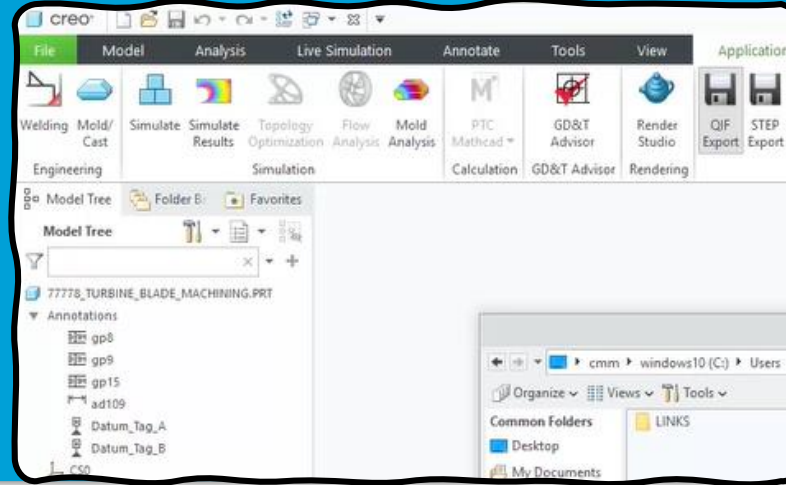 creo
File Model Analysis Live Simulation Annotate Tools View Application
Welding Mold/ Cast Simulate Simulate Results Topology Optimization Flow Analysis Mold Analysis PTC Mathcad GD&T Advisor Render Studio QIF Export STEP Export
Engineering Simulation Calculation GD&T Advisor Rendering
Model Tree Folder B Favorites
Model Tree
77778_TURBINE_BLADE_MACHINING.PRT
Annotations
gp8
gp9
gp15
ad109
Datum_Tag_A
Datum_Tag_B
CS0
cmm windows10 (C:) Users
Organize Views Tools
Common Folders LINKS
Desktop
My Documents